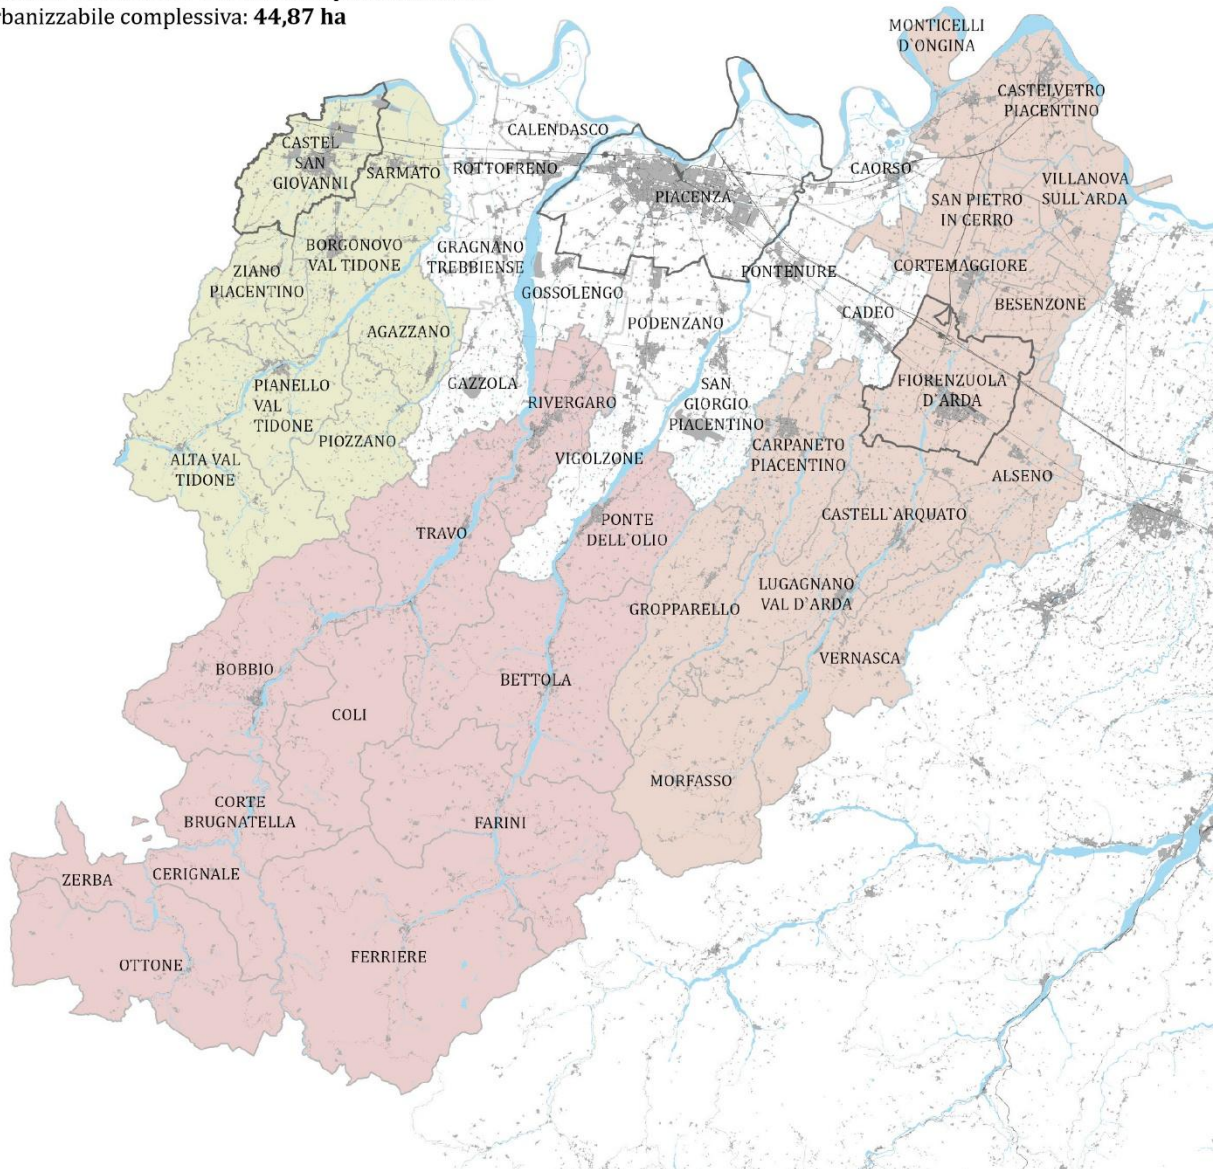 rbanizzabile complessiva: 44,87 ha
MONTICELLI
D`ONGINA
CASTELVETRO
PIACENTINO
CALENDASCO
CASTEL
SAN
GIOVANNI
SARMATO
ROTTOFRENO
CAORSO
PIACENZA
VILLANOVA
SULL`ARDA
SAN PIETRO
IN CERRO
BORGONOVO
VAL TIDONE
GRAGNANO
TREBBIENSE
ZIANO
PIACENTINO
PONTENURE
CORTEMAGGIORE
GOSSOLENGO
BESENZONE
CADEO
PODENZANO
AGAZZANO
GAZZOLA
PIANELLO
VAL
TIDONE
SAN
GIORGIO
PIACENTINO
FIORENZUOLA
D`ARDA
RIVERGARO
PIOZZANO
CARPANETO
PIACENTINO
VIGOLZONE
ALTA VAL
TIDONE
ALSENO
CASTELL`ARQUATO
TRAVO
PONTE
DELL`OLIO
LUGAGNANO
VAL D`ARDA
GROPPARELLO
VERNASCA
BOBBIO
BETTOLA
COLI
MORFASSO
CORTE
BRUGNATELLA
FARINI
CERIGNALE
ZERBA
FERRIERE
OTTONE